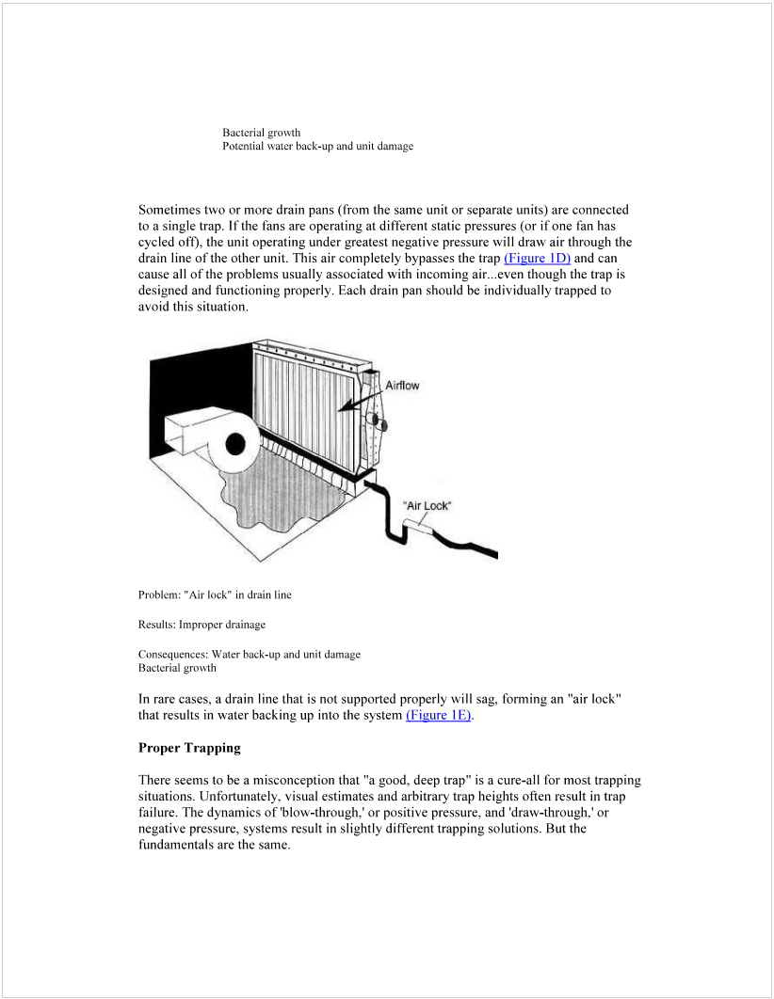 Bacterial growth
Potential water back-up and unit damage
Sometimes two or more drain pans (from the same unit or separate units) are connected
to a single trap. If the fans are operating at different static pressures (or if one fan has
cycled off), the unit operating under greatest negative pressure will draw air through the
drain line of the other unit. This air completely bypasses the trap (Figure 1D) and can
cause all of the problems usually associated with incoming air...even though the trap is
designed and functioning properly. Each drain pan should be individually trapped to
avoid this situation.
Airflow
"Air Lock"
Problem: "Air lock" in drain line
Results: Improper drainage
Consequences: Water back-up and unit damage
Bacterial growth
In rare cases, a drain line that is not supported properly will sag, forming an "air lock"
that results in water backing up into the system (Figure 1E).
Proper Trapping
There seems to be a misconception that "a good, deep trap" is a cure-all for most trapping
situations. Unfortunately, visual estimates and arbitrary trap heights often result in trap
failure. The dynamics of 'blow-through,' or positive pressure, and 'draw-through,' or
negative pressure, systems result in slightly different trapping solutions. But the
fundamentals are the same.